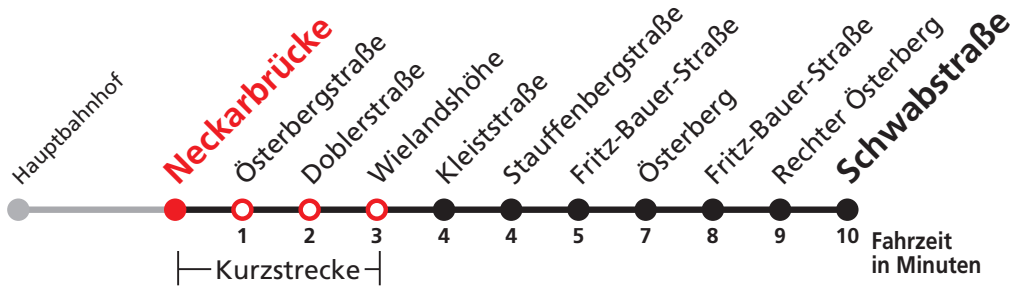 Hauptbahnhof
Neckarbrücke
Österbergstraße
Doblerstraße
Wielandshöhe
Kleiststraße
Stauffenbergstraße
Fritz-Bauer-Straße
Österberg
Fritz-Bauer-Straße
Rechter Österberg
Schwabstraße
1 2 3 4 4 5 7 8 9 10
Fahrzeit
in Minuten
Kurzstrecke